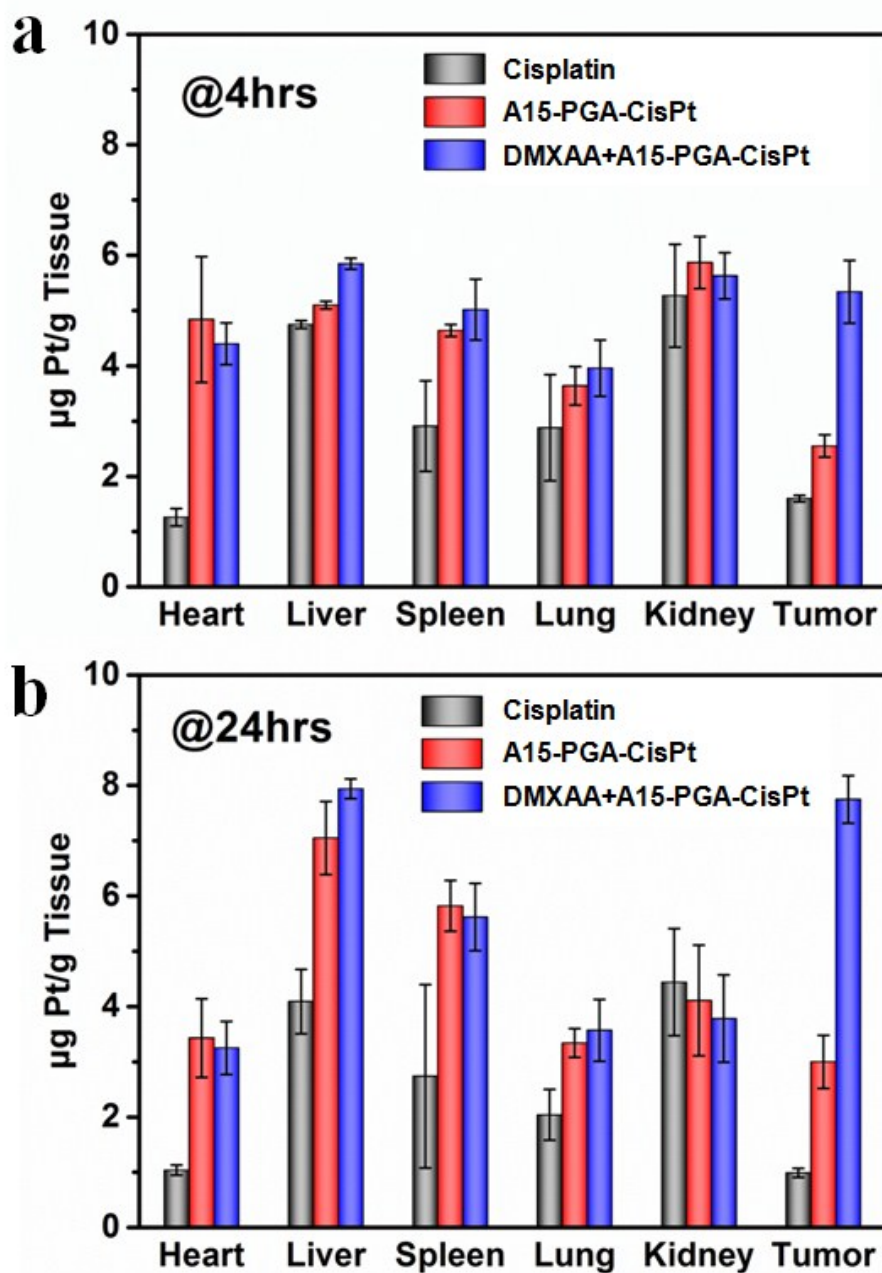 a
10
8
6
4
2
0
µg Pt/g Tissue
@4hrs
Cisplatin
A15-PGA-CisPt
DMXAA+A15-PGA-CisPt
Heart Liver Spleen Lung Kidney Tumor
b
10
8
6
4
2
0
µg Pt/g Tissue
@24hrs
Cisplatin
A15-PGA-CisPt
DMXAA+A15-PGA-CisPt
Heart Liver Spleen Lung Kidney Tumor